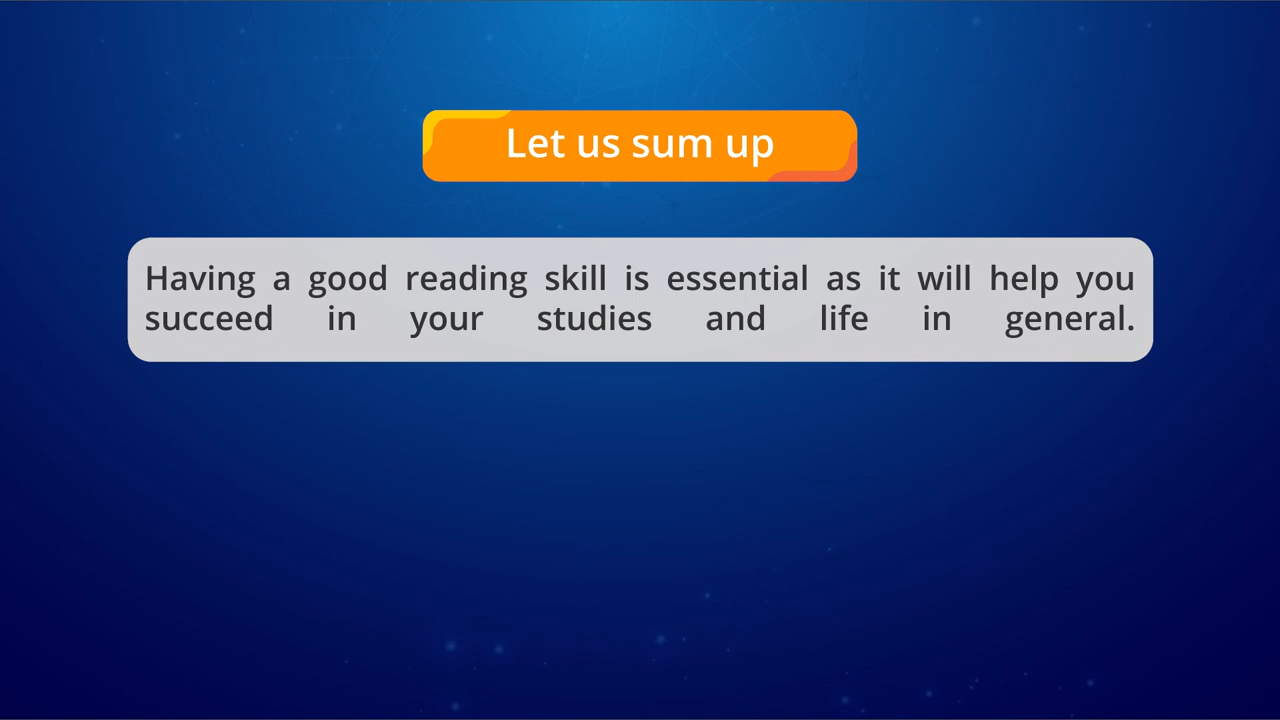 Let us sum up
Having a good reading skill is essential as it will help you
succeed in your studies and life in general.